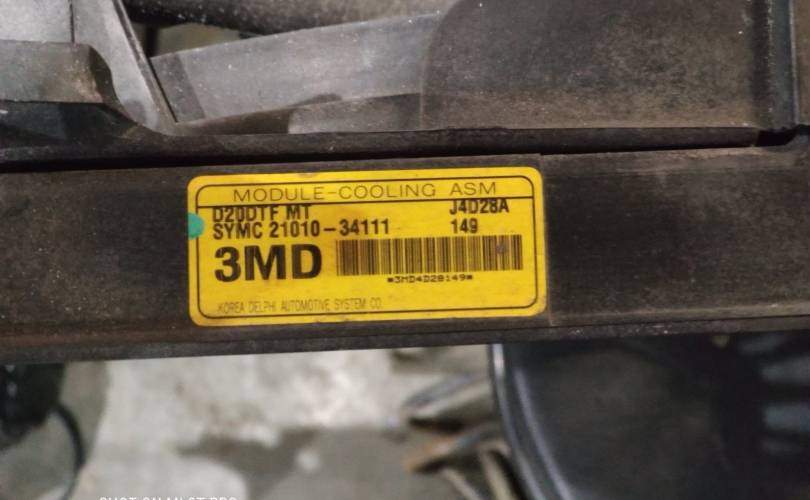 MODULE-COOLING ASM
D20DTF MT J4D28A
SYMC 21010-34111 149
3MD
*3MD4D28149*
KOREA DELPHI AUTOMOTIVE SYSTEM CO.